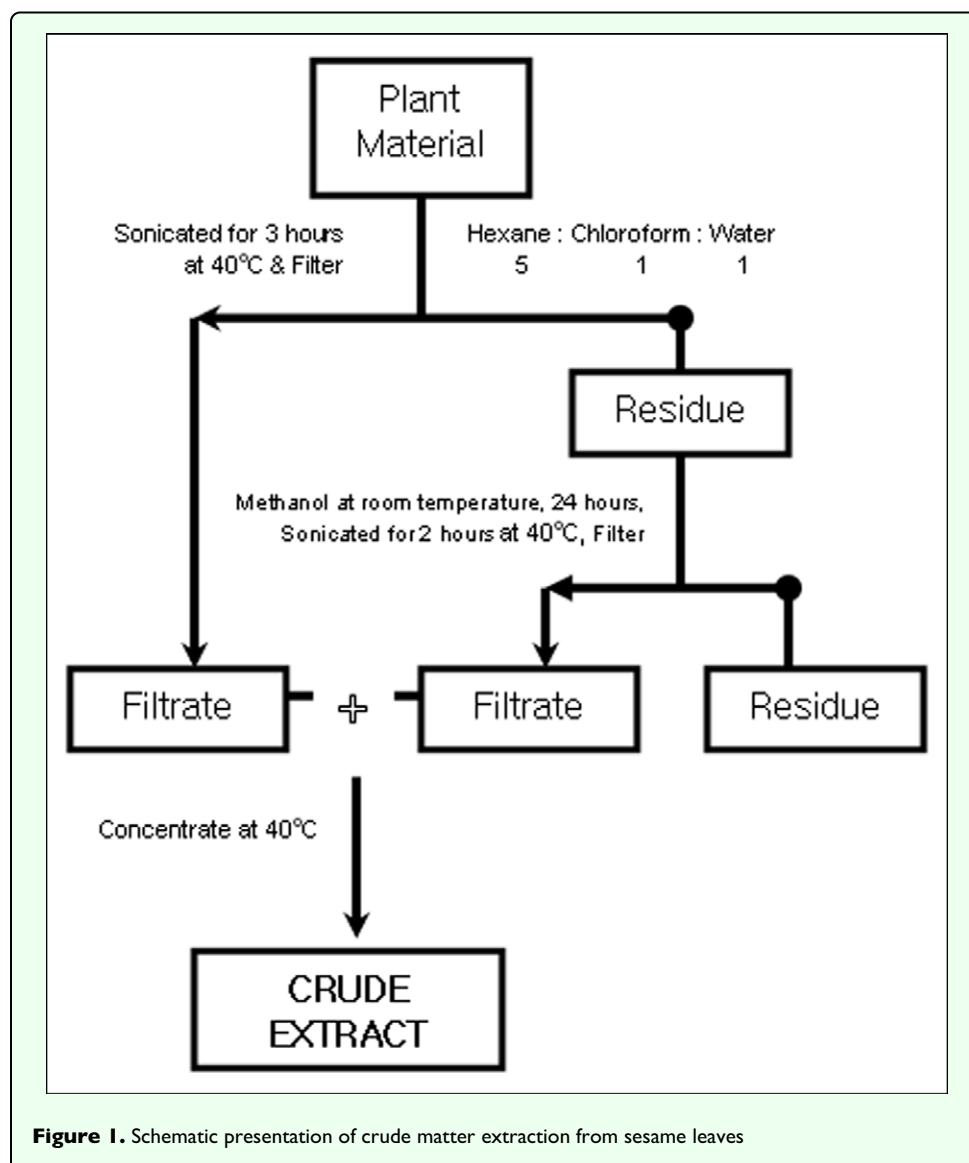 Plant
Material
Sonicated for 3 hours
at 40°C & Filter
Hexane : Chloroform : Water
5 1 1
Residue
Methanol at room temperature, 24 hours,
Sonicated for 2 hours at 40°C, Filter
Filtrate + Filtrate Residue
Concentrate at 40°C
CRUDE
EXTRACT
Figure 1. Schematic presentation of crude matter extraction from sesame leaves